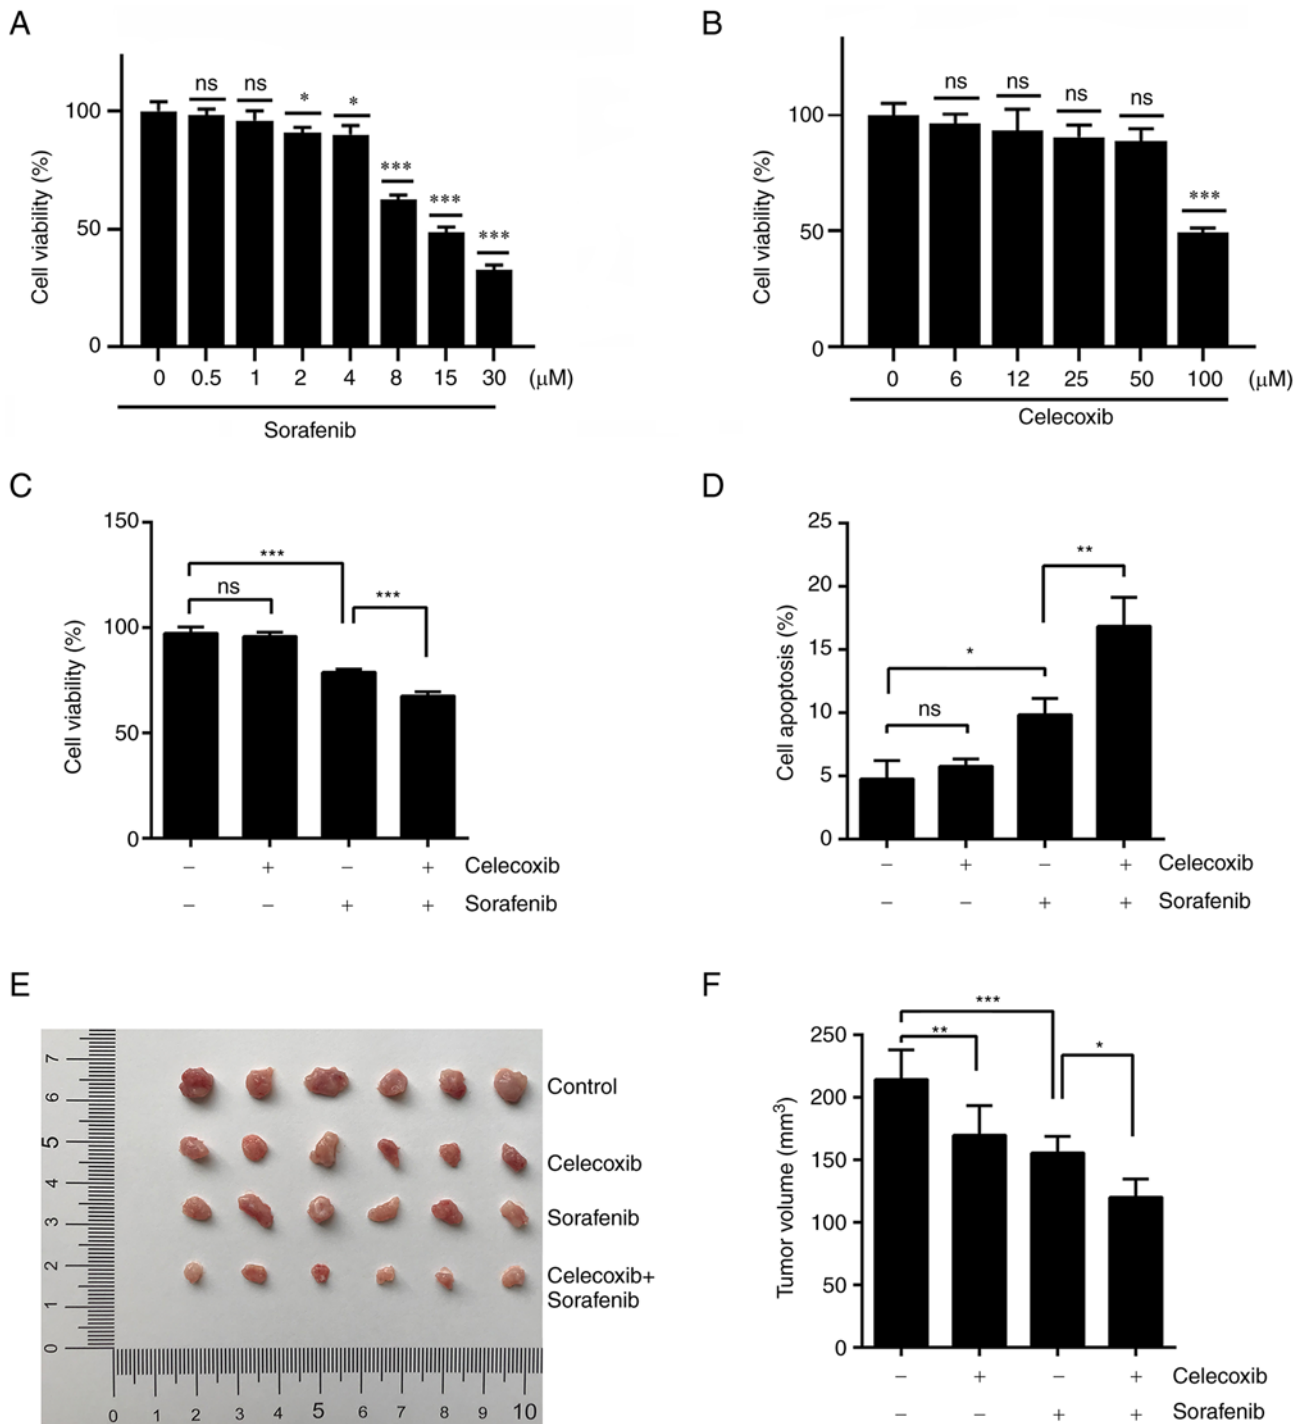 A
ns ns * *
100
***
***
50
***
0
Cell viability (%)
0 0.5 1 2 4 8 15 30 (μM)
Sorafenib
B
ns ns ns ns
100
***
50
0
Cell viability (%)
0 6 12 25 50 100 (μM)
Celecoxib
C
150
***
ns ***
100
50
0
Cell viability (%)
– + – + Celecoxib
– – + + Sorafenib
D
25
**
20
15
*
10
ns
5
0
Cell apoptosis (%)
– + – + Celecoxib
– – + + Sorafenib
E
7
6
5
4
3
2
1
0
Control
Celecoxib
Sorafenib
Celecoxib+
Sorafenib
0 1 2 3 4 5 6 7 8 9 10
F
***
250
** *
200
150
100
50
0
Tumor volume (mm³)
– + – + Celecoxib
– – + + Sorafenib